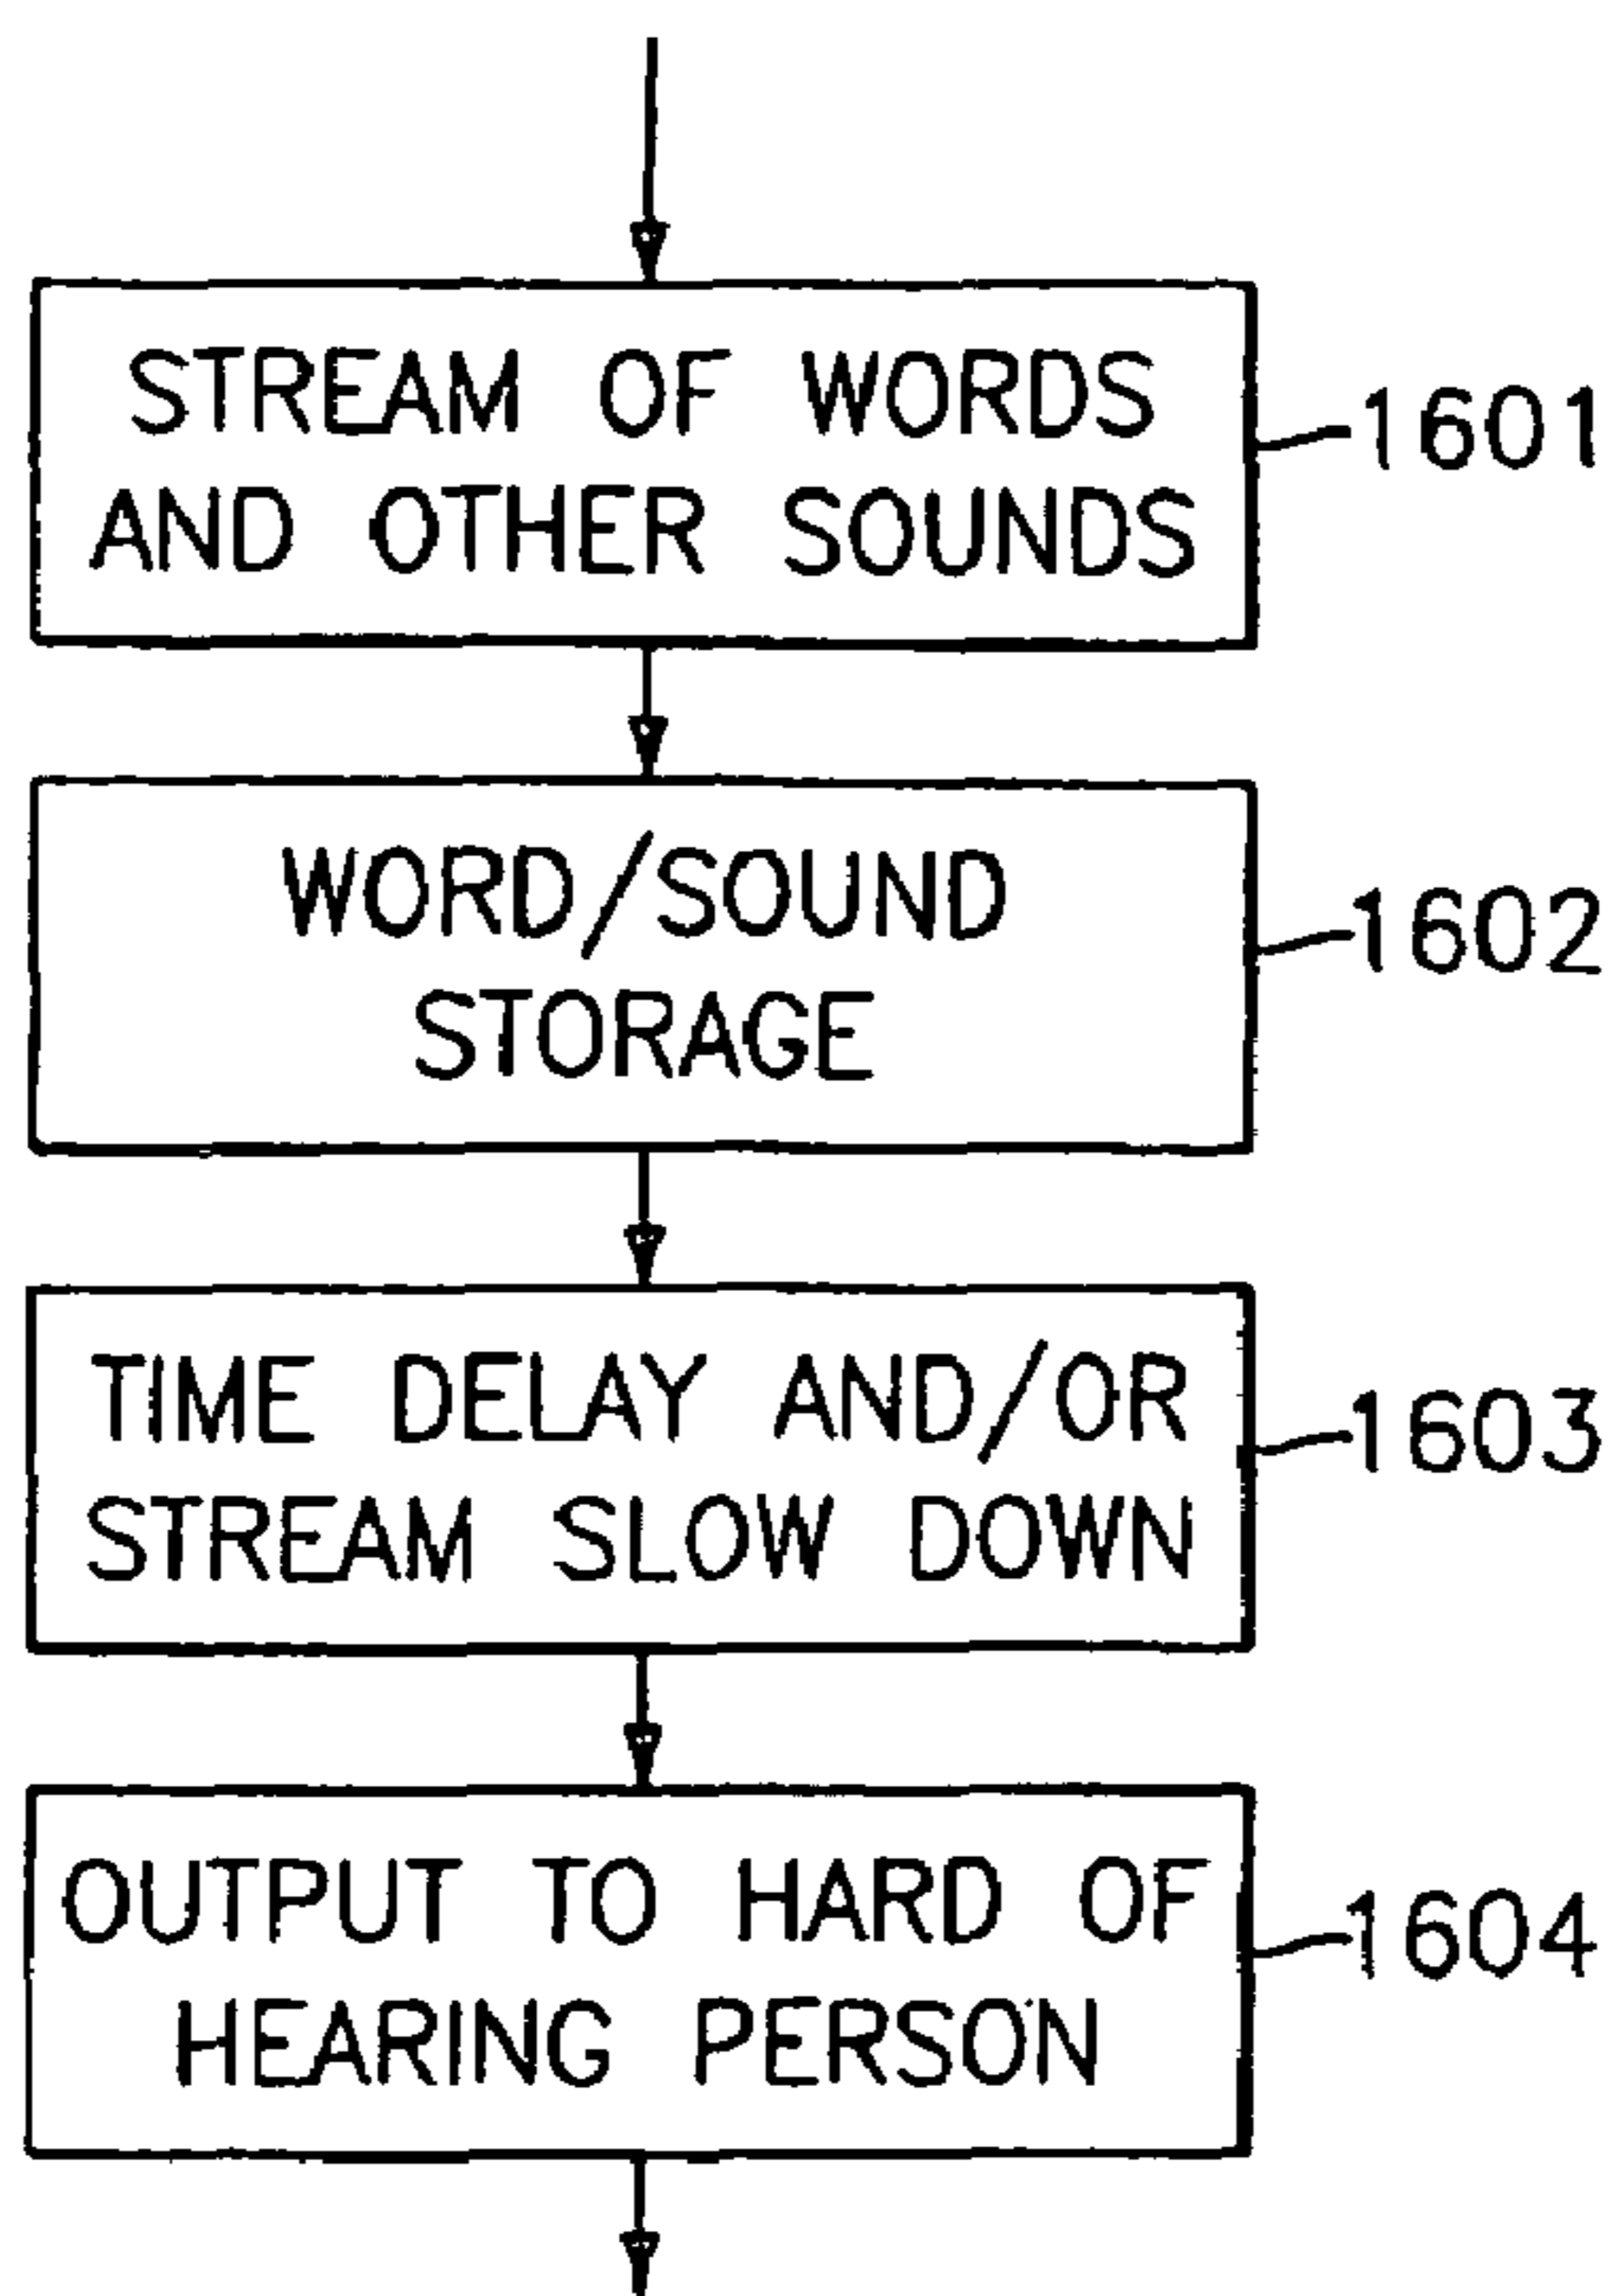 STREAM OF WORDS
AND OTHER SOUNDS
1601
WORD/SOUND
STORAGE
1602
TIME DELAY AND/OR
STREAM SLOW DOWN
1603
OUTPUT TO HARD OF
HEARING PERSON
1604